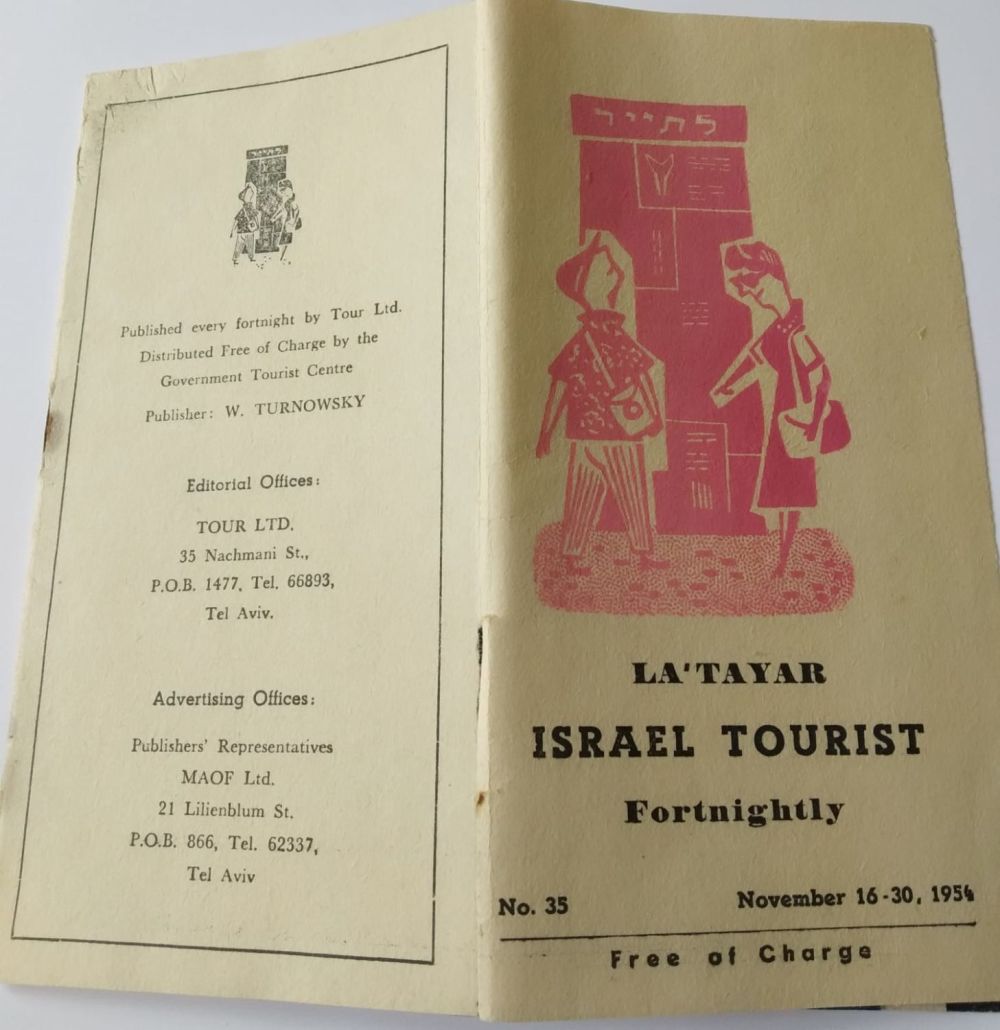 Published every fortnight by Tour Ltd.
Distributed Free of Charge by the
Government Tourist Centre
Publisher: W. TURNOWSKY
Editorial Offices:
TOUR LTD.
35 Nachmani St.,
P.O.B. 1477, Tel. 66893,
Tel Aviv.
Advertising Offices:
Publishers' Representatives
MAOF Ltd.
21 Lilienblum St.
P.O.B. 866, Tel. 62337,
Tel Aviv
לתייר
LA'TAYAR
ISRAEL TOURIST
Fortnightly
No. 35 November 16-30, 1954
Free of Charge